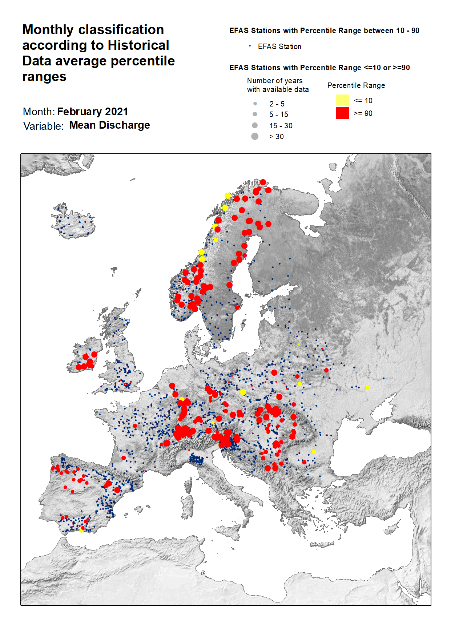 Monthly classification
according to Historical
Data average percentile
ranges
Month: February 2021
Variable: Mean Discharge
EFAS Stations with Percentile Range between 10 - 90
EFAS Station
EFAS Stations with Percentile Range <=10 or >=90
Number of years
with available data
2 - 5
5 - 15
15 - 30
> 30
Percentile Range
<= 10
>= 90